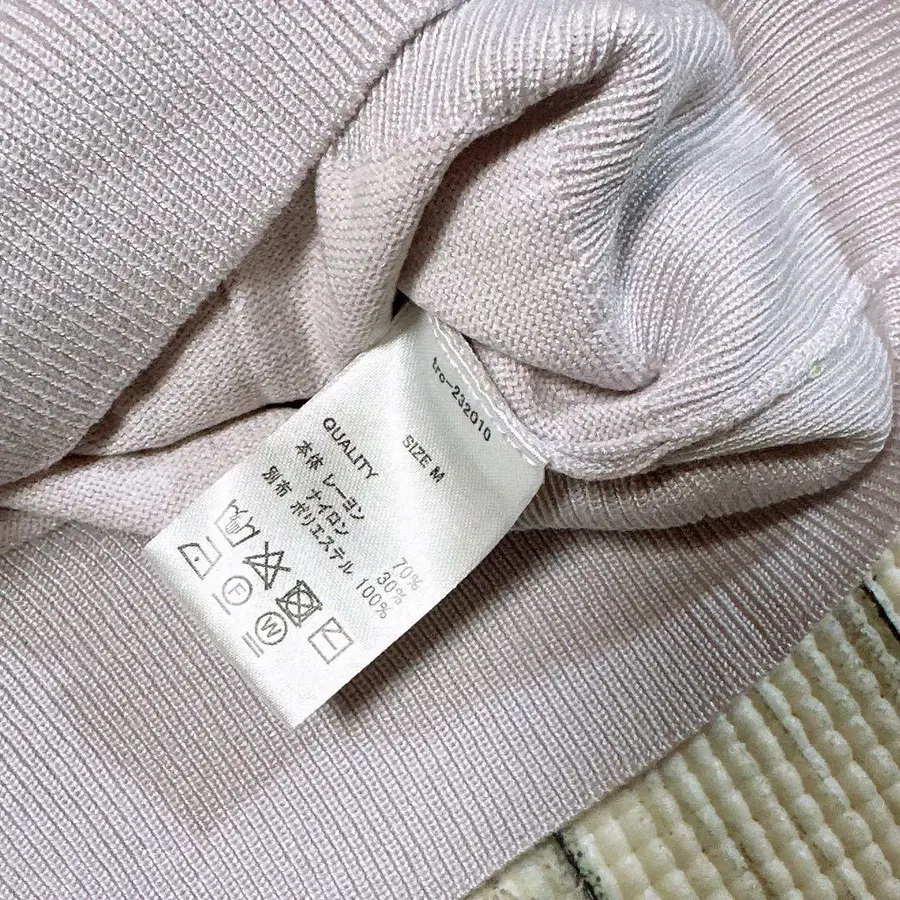 trc-232010
SIZE M
QUALITY
本体 レーヨン 70%
ナイロン 30%
別布 ポリエステル 100%
F
W